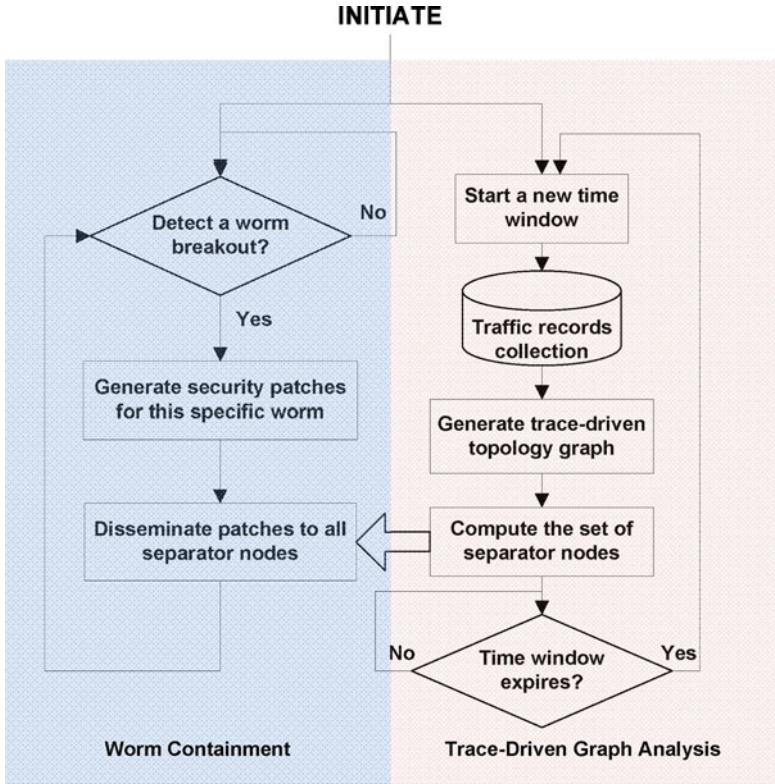 INITIATE
Detect a worm
breakout?
No
Yes
Generate security patches
for this specific worm
Disseminate patches to all
separator nodes
Worm Containment
Start a new time
window
Traffic records
collection
Generate trace-driven
topology graph
Compute the set of
separator nodes
No
Time window
expires?
Yes
Trace-Driven Graph Analysis